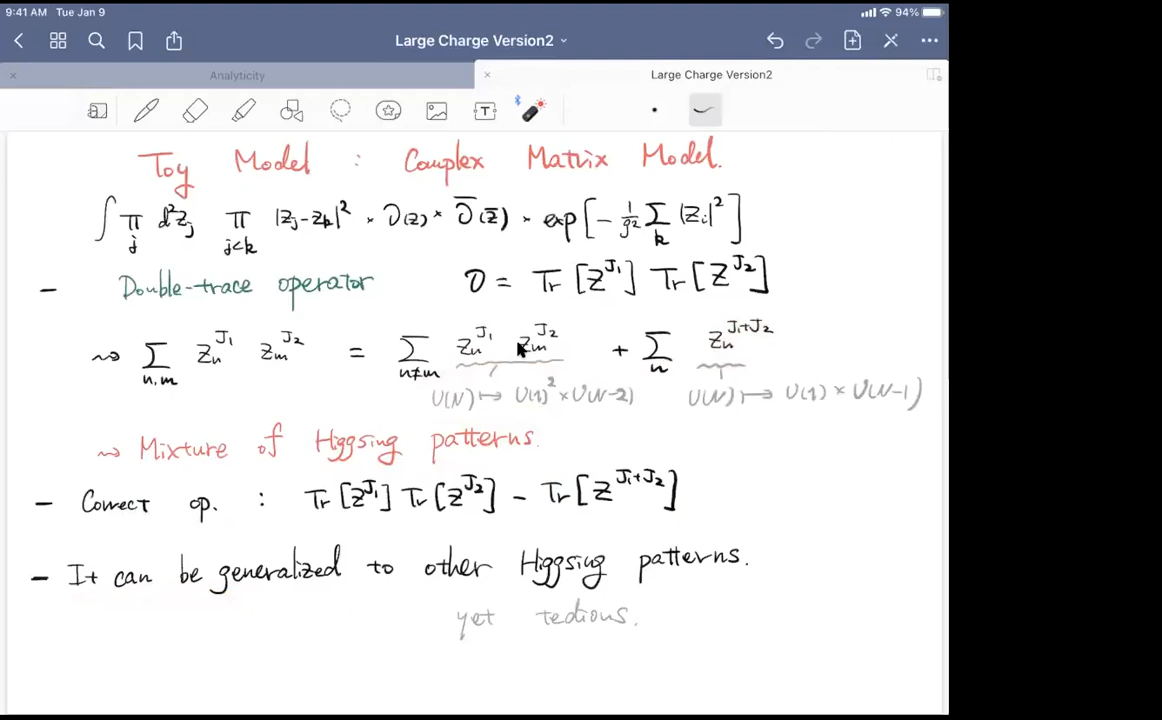 9:41 AM Tue Jan 9 94%
Large Charge Version2
Analyticity Large Charge Version2
Toy Model : Complex Matrix Model.
∫ ∏_j d²z_j ∏_{j<k} |z_j - z_k|² × O(z) × Ō(z̄) × exp[ - 1/g² Σ_k |z_i|² ]
- Double-trace operator O = Tr[Z^{J_1}] Tr[Z^{J_2}]
⇝ Σ_{n,m} z_n^{J_1} z_m^{J_2} = Σ_{n≠m} z_n^{J_1} z_m^{J_2} + Σ_n z_n^{J_1+J_2}
U(N) ↦ U(1)² × U(N-2) U(N) ↦ U(1) × U(N-1)
⇝ Mixture of Higgsing patterns.
- Correct op. : Tr[Z^{J_1}] Tr[Z^{J_2}] - Tr[Z^{J_1+J_2}]
- It can be generalized to other Higgsing patterns.
yet tedious.